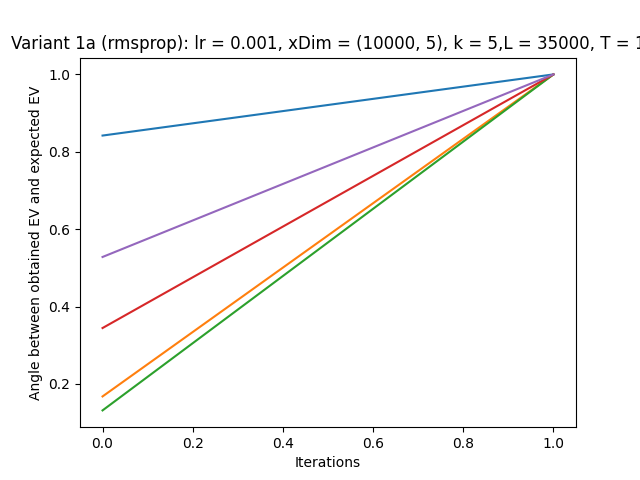 Variant 1a (rmsprop): lr = 0.001, xDim = (10000, 5), k = 5,L = 35000, T = 1
Angle between obtained EV and expected EV
1.0
0.8
0.6
0.4
0.2
0.0 0.2 0.4 0.6 0.8 1.0
Iterations